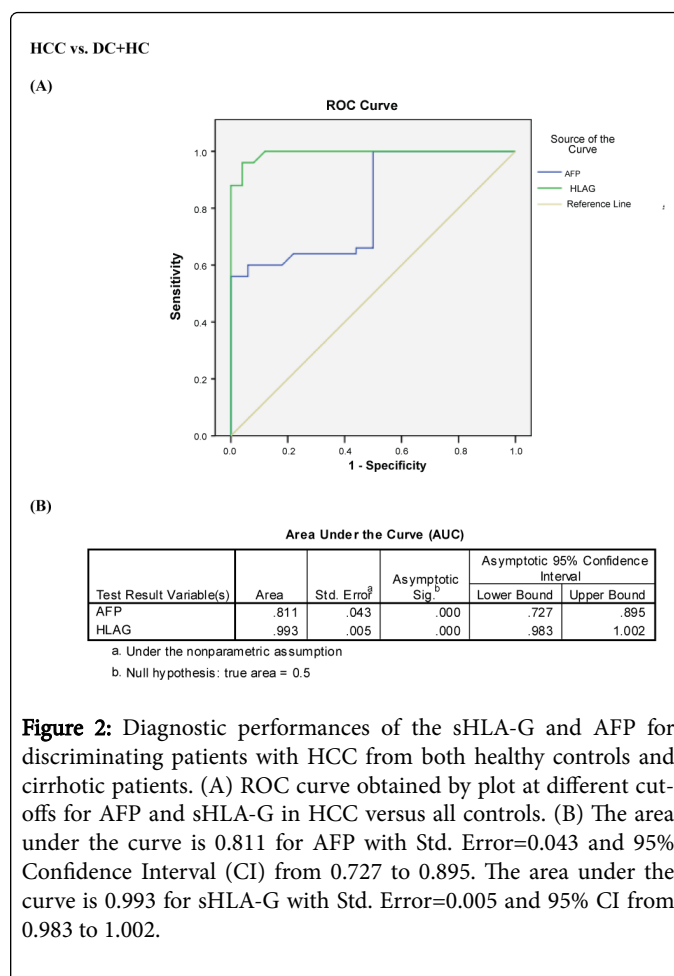 HCC vs. DC+HC
(A)
ROC Curve
Source of the
Curve
AFP
HLAG
Reference Line
Sensitivity
1.0
0.8
0.6
0.4
0.2
0.0
0.0 0.2 0.4 0.6 0.8 1.0
1 - Specificity
(B)
Area Under the Curve (AUC)
Test Result Variable(s) Area Std. Error a Asymptotic Sig. b Asymptotic 95% Confidence Interval
Lower Bound Upper Bound
AFP .811 .043 .000 .727 .895
HLAG .993 .005 .000 .983 1.002
a. Under the nonparametric assumption
b. Null hypothesis: true area = 0.5
Figure 2: Diagnostic performances of the sHLA-G and AFP for
discriminating patients with HCC from both healthy controls and
cirrhotic patients. (A) ROC curve obtained by plot at different cut-
offs for AFP and sHLA-G in HCC versus all controls. (B) The area
under the curve is 0.811 for AFP with Std. Error=0.043 and 95%
Confidence Interval (CI) from 0.727 to 0.895. The area under the
curve is 0.993 for sHLA-G with Std. Error=0.005 and 95% CI from
0.983 to 1.002.